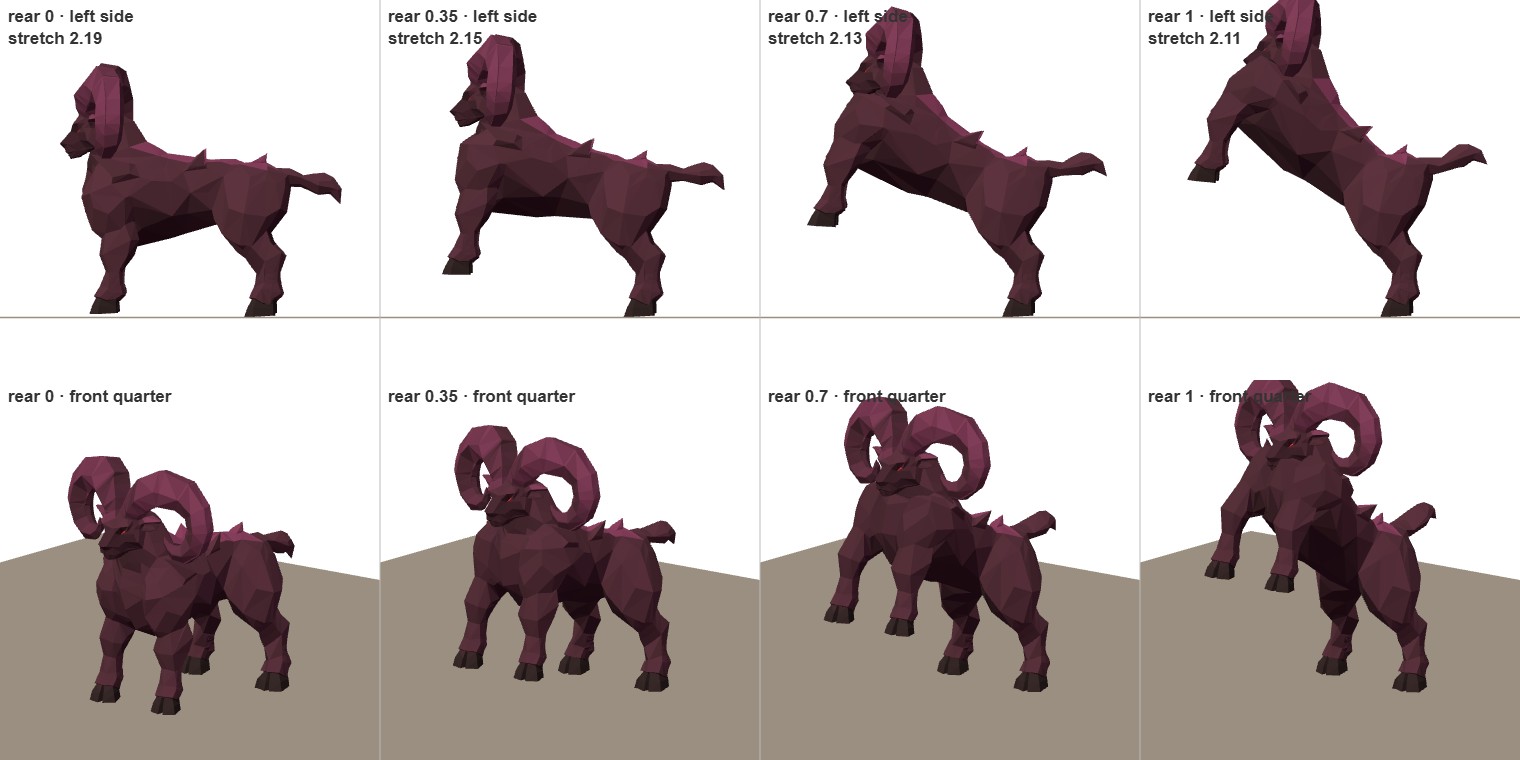 rear 0 · left side
stretch 2.19
rear 0.35 · left side
stretch 2.15
rear 0.7 · left side
stretch 2.13
rear 1 · left side
stretch 2.11
rear 0 · front quarter
rear 0.35 · front quarter
rear 0.7 · front quarter
rear 1 · front quarter